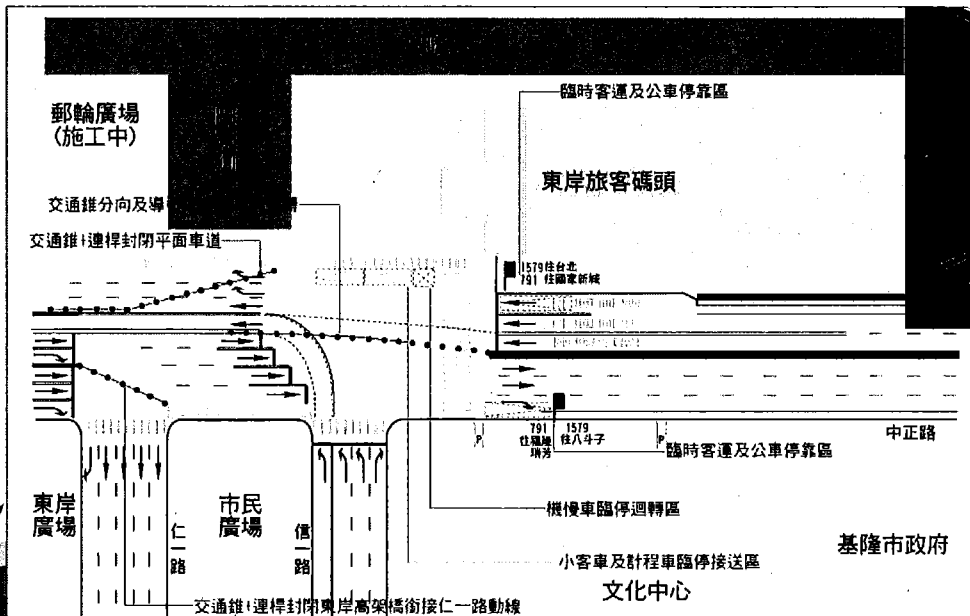 郵輪廣場
(施工中)
臨時客運及公車停靠區
東岸旅客碼頭
交通錐分向及導
交通錐+連桿封閉平面車道
1579往台北
791 往國家新城
791
往福隆
瑞芳
1579
往八斗子
P
P
中正路
臨時客運及公車停靠區
東岸
廣場
仁一路
市民
廣場
信一路
機慢車臨停迴轉區
小客車及計程車臨停接送區
基隆市政府
文化中心
交通錐+連桿封閉東岸高架橋銜接仁一路動線